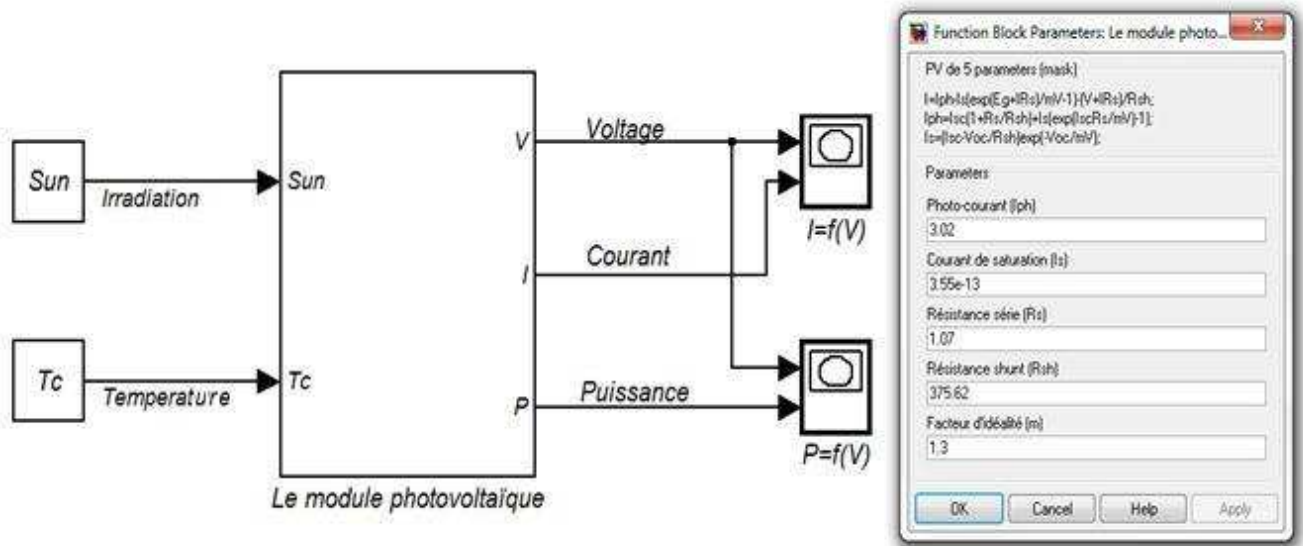 Sun
Irradiation
Tc
Temperature
Sun
Tc
V
I
P
Le module photovoltaïque
Voltage
Courant
Puissance
I=f(V)
P=f(V)
Function Block Parameters: Le module photo...
PV de 5 parameters (mask)
I=Iph-Is(exp(Eg+IRs)/mV-1)-(V+IRs)/Rsh;
Iph=Isc(1+Rs/Rsh)+Is(exp(IscRs/mV)-1);
Is=(Isc-Voc/Rsh)exp(-Voc/mV);
Parameters
Photo-courant (Iph)
3.02
Courant de saturation (Is)
3.55e-13
Résistance série (Rs)
1.07
Résistance shunt (Rsh)
375.62
Facteur d'idéalité (m)
1.3
OK
Cancel
Help
Apply